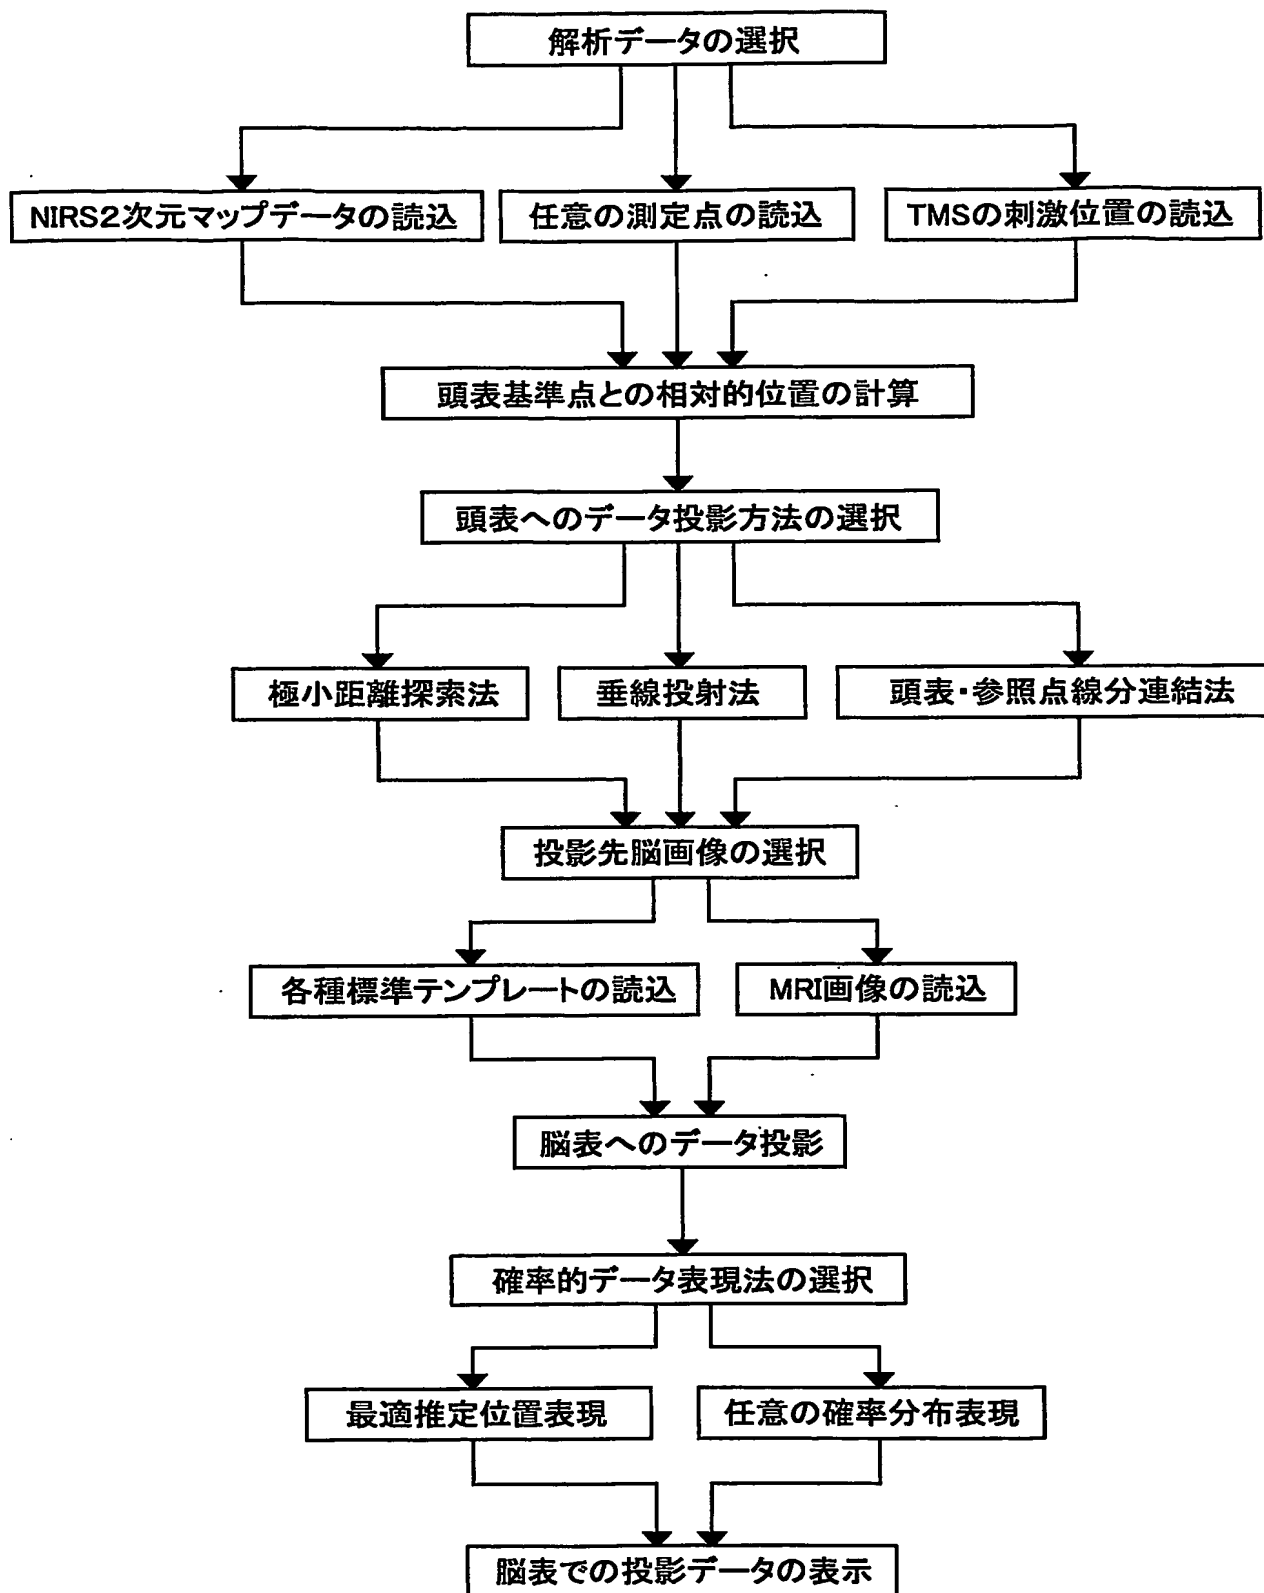 解析データの選択
NIRS2次元マップデータの読込
任意の測定点の読込
TMSの刺激位置の読込
頭表基準点との相対的位置の計算
頭表へのデータ投影方法の選択
極小距離探索法
垂線投射法
頭表・参照点線分連結法
投影先脳画像の選択
各種標準テンプレートの読込
MRI画像の読込
脳表へのデータ投影
確率的データ表現法の選択
最適推定位置表現
任意の確率分布表現
脳表での投影データの表示